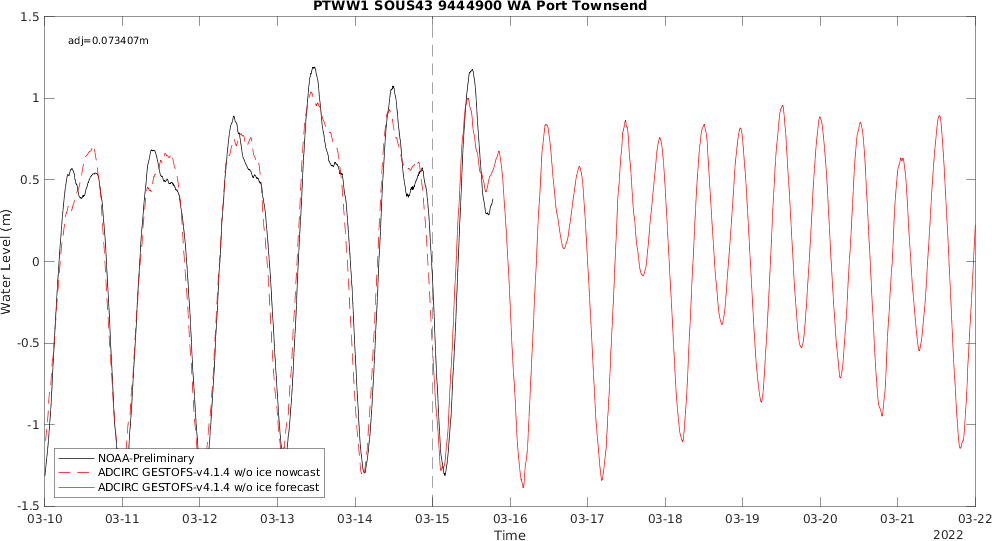 PTWW1 SOUS43 9444900 WA Port Townsend
adj=0.073407m
1.5
1
0.5
0
-0.5
-1
-1.5
Water Level (m)
NOAA-Preliminary
ADCIRC GESTOFS-v4.1.4 w/o ice nowcast
ADCIRC GESTOFS-v4.1.4 w/o ice forecast
03-10 03-11 03-12 03-13 03-14 03-15 03-16 03-17 03-18 03-19 03-20 03-21 03-22
Time
2022